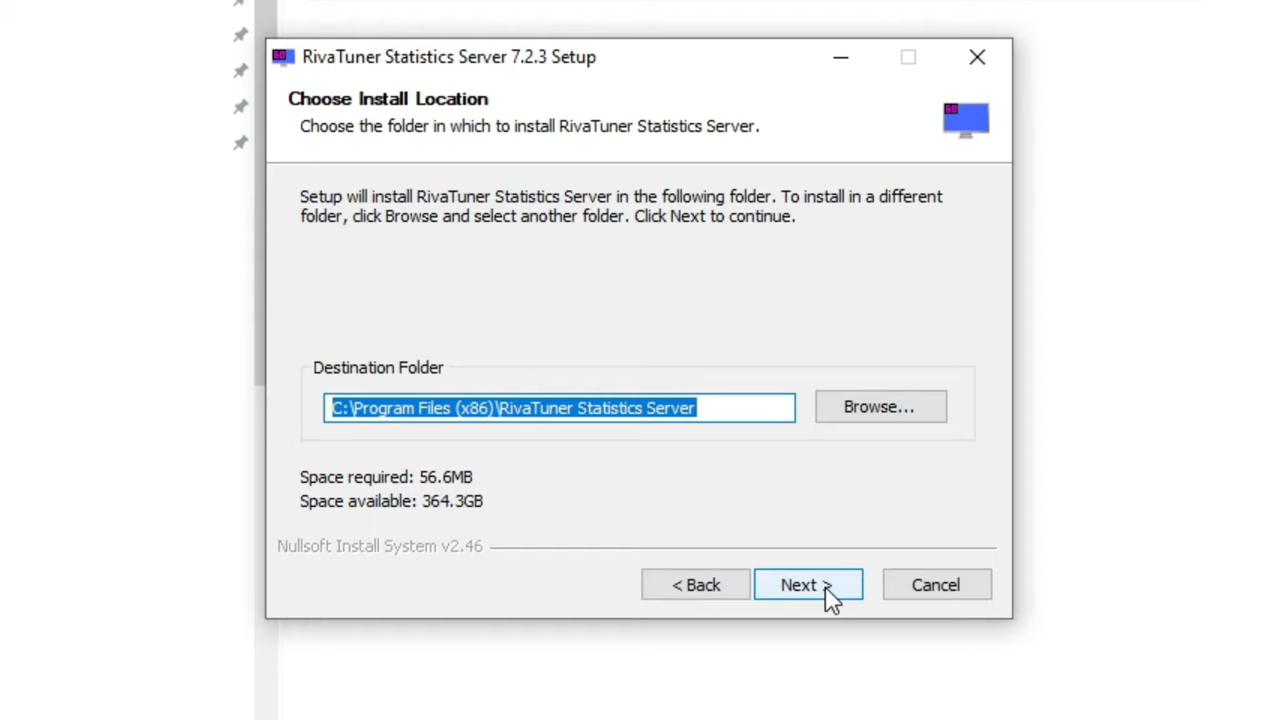 RivaTuner Statistics Server 7.2.3 Setup
Choose Install Location
Choose the folder in which to install RivaTuner Statistics Server.
Setup will install RivaTuner Statistics Server in the following folder. To install in a different
folder, click Browse and select another folder. Click Next to continue.
Destination Folder
C:\Program Files (x86)\RivaTuner Statistics Server
Browse...
Space required: 56.6MB
Space available: 364.3GB
Nullsoft Install System v2.46
< Back
Next >
Cancel